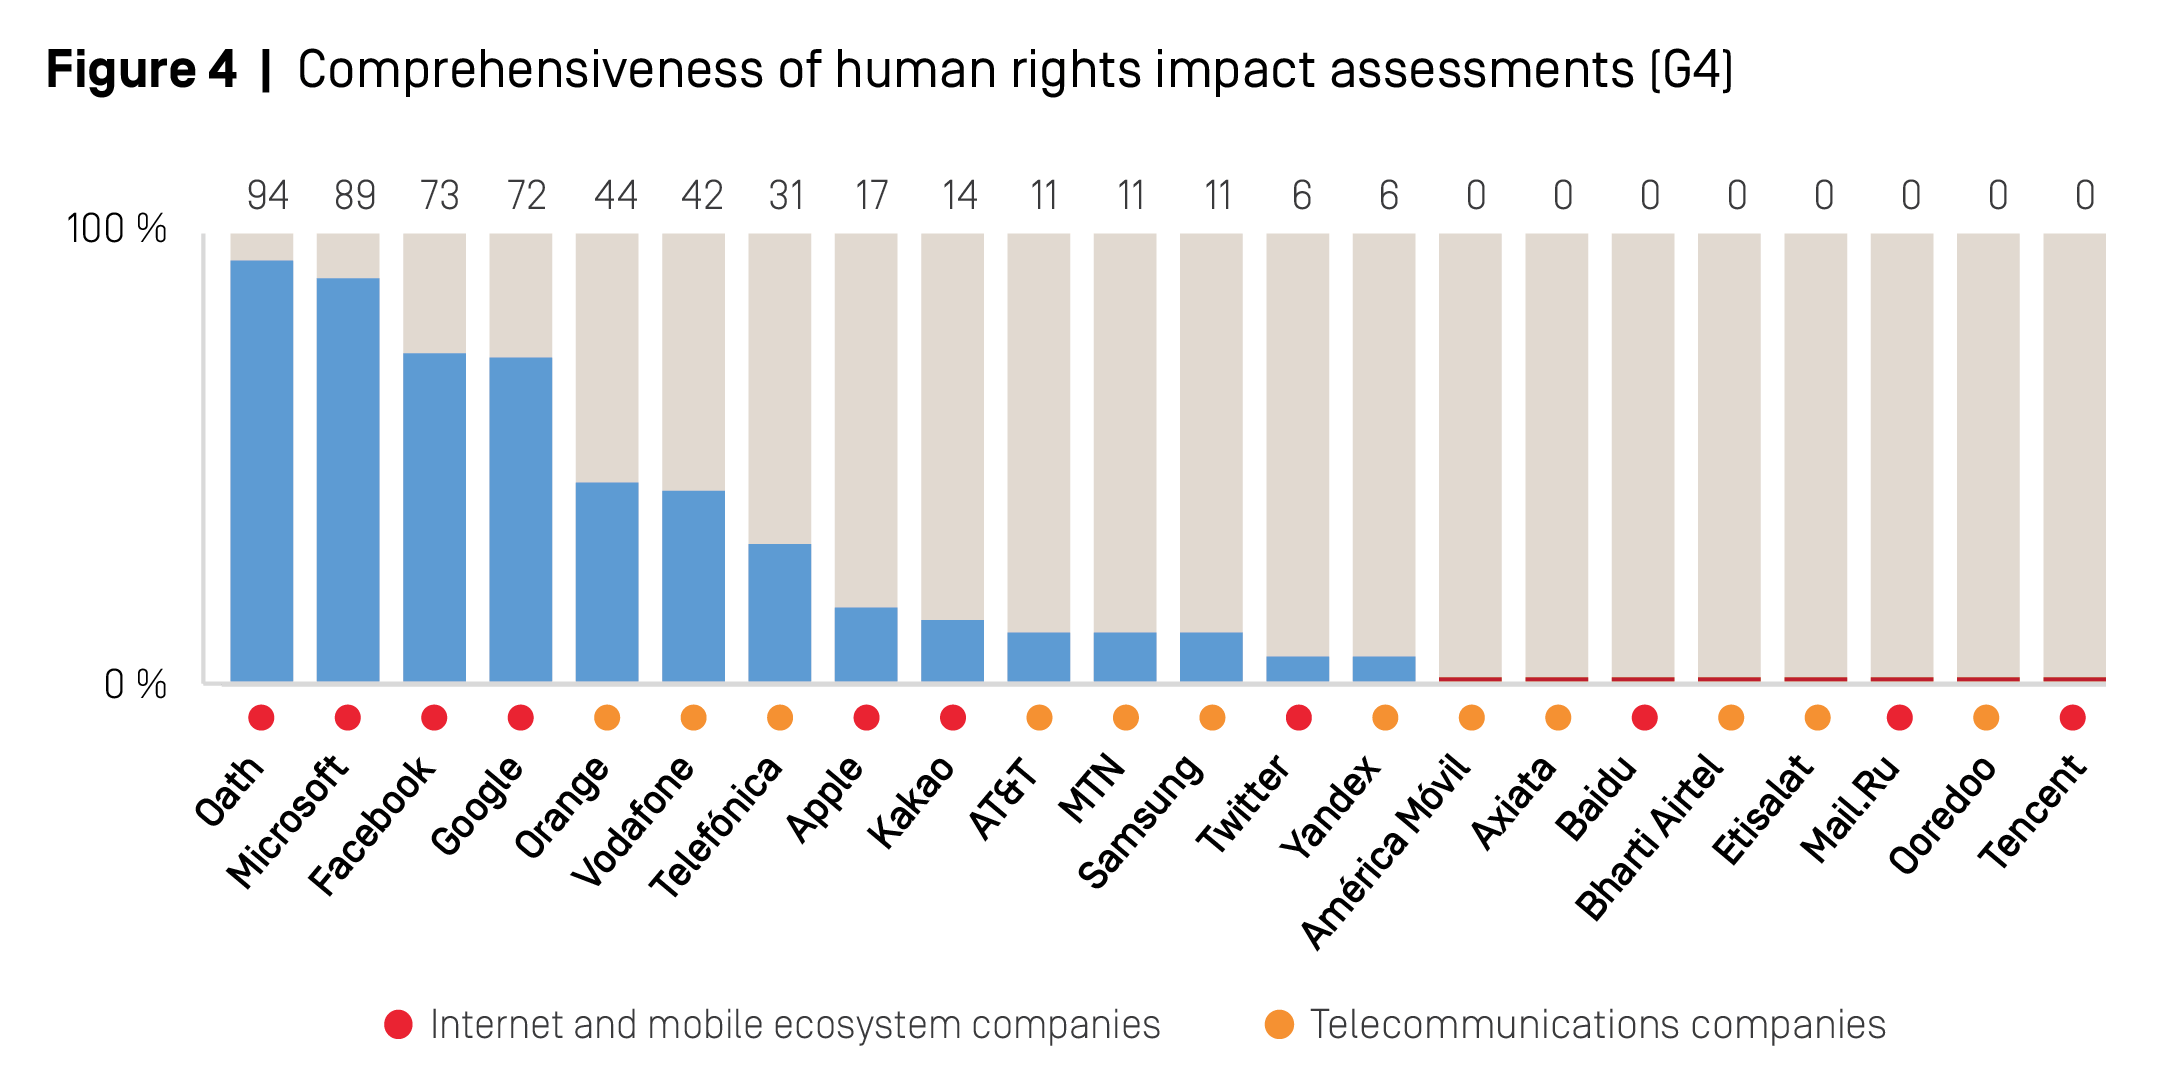 Figure 4 | Comprehensiveness of human rights impact assessments (G4)
94 89 73 72 44 42 31 17 14 11 11 11 6 6 0 0 0 0 0 0 0 0
100 %
0 %
Oath
Microsoft
Facebook
Google
Orange
Vodafone
Telefónica
Apple
Kakao
AT&T
MTN
Samsung
Twitter
Yandex
América Móvil
Axiata
Baidu
Bharti Airtel
Etisalat
Mail.Ru
Ooredoo
Tencent
Internet and mobile ecosystem companies
Telecommunications companies